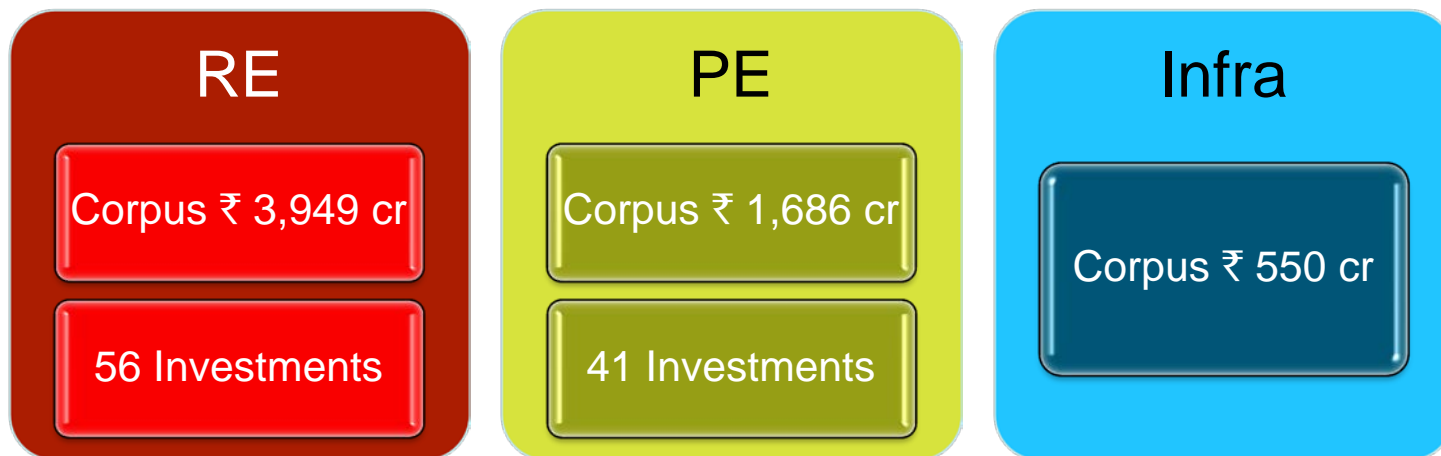 RE
Corpus ₹ 3,949 cr
56 Investments
PE
Corpus ₹ 1,686 cr
41 Investments
Infra
Corpus ₹ 550 cr